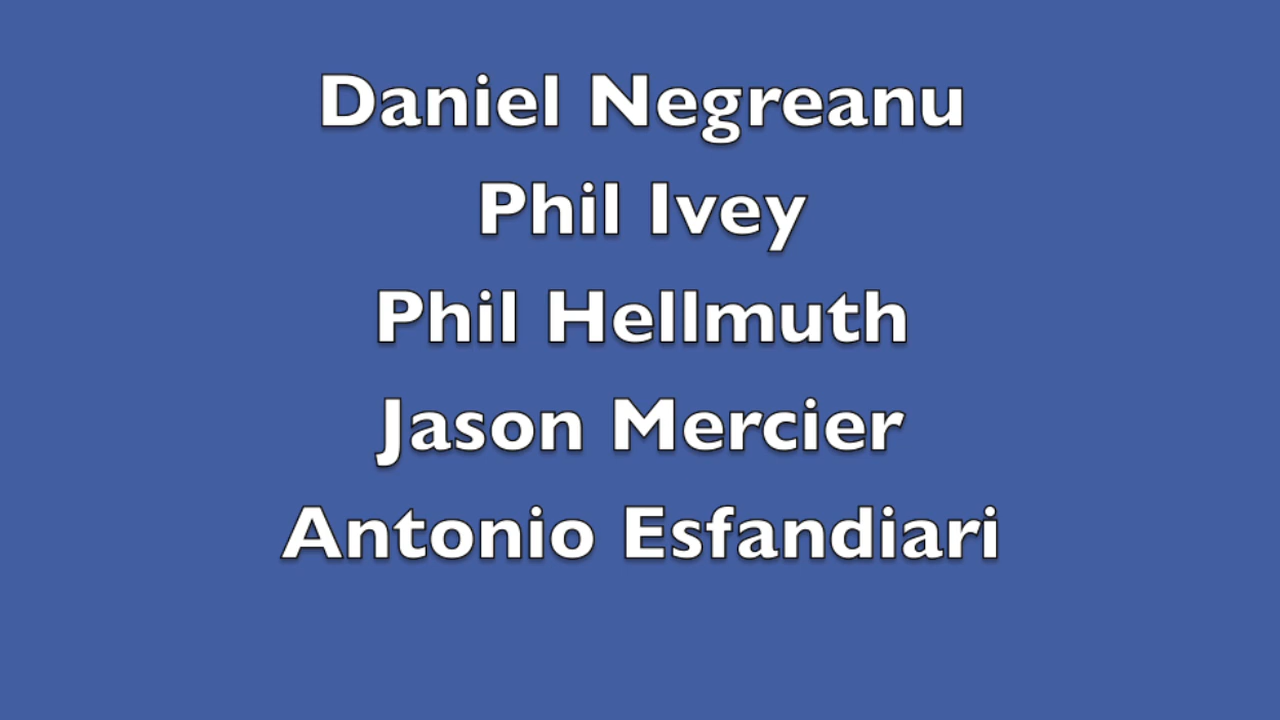 Daniel Negreanu
Phil Ivey
Phil Hellmuth
Jason Mercier
Antonio Esfandiari